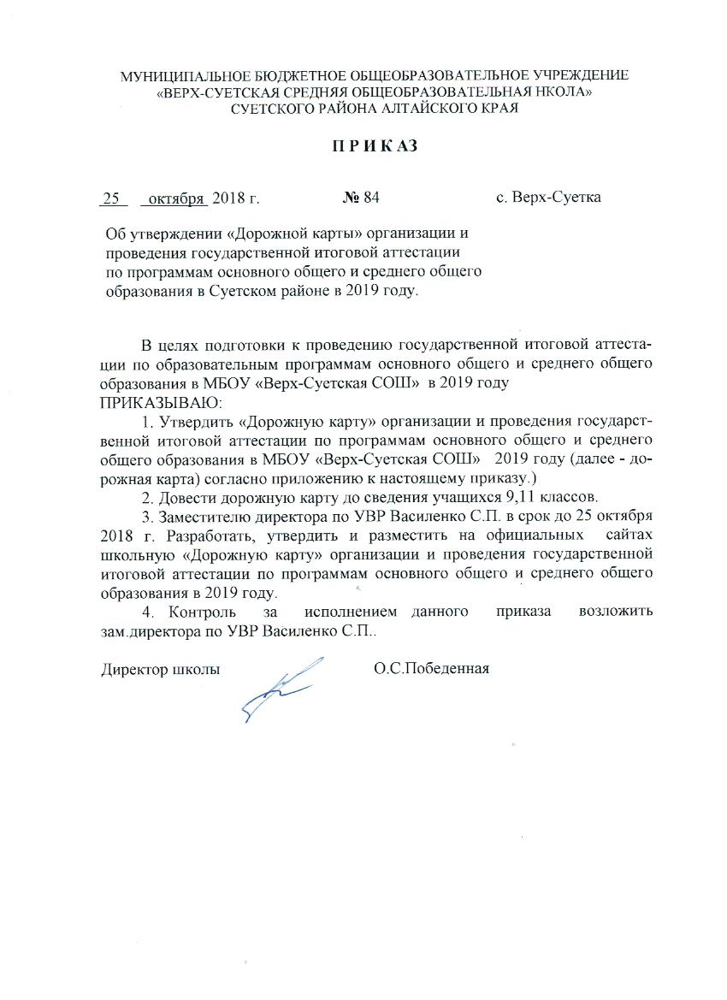 МУНИЦИПАЛЬНОЕ БЮДЖЕТНОЕ ОБЩЕОБРАЗОВАТЕЛЬНОЕ УЧРЕЖДЕНИЕ
«ВЕРХ-СУЕТСКАЯ СРЕДНЯЯ ОБЩЕОБРАЗОВАТЕЛЬНАЯ НКОЛА»
СУЕТСКОГО РАЙОНА АЛТАЙСКОГО КРАЯ
П Р И К АЗ
25 октября 2018 г. № 84 с. Верх-Суетка
Об утверждении «Дорожной карты» организации и
проведения государственной итоговой аттестации
по программам основного общего и среднего общего
образования в Суетском районе в 2019 году.
В целях подготовки к проведению государственной итоговой аттеста-
ции по образовательным программам основного общего и среднего общего
образования в МБОУ «Верх-Суетская СОШ» в 2019 году
ПРИКАЗЫВАЮ:
1. Утвердить «Дорожную карту» организации и проведения государст-
венной итоговой аттестации по программам основного общего и среднего
общего образования в МБОУ «Верх-Суетская СОШ» 2019 году (далее - до-
рожная карта) согласно приложению к настоящему приказу.)
2. Довести дорожную карту до сведения учащихся 9,11 классов.
3. Заместителю директора по УВР Василенко С.П. в срок до 25 октября
2018 г. Разработать, утвердить и разместить на официальных сайтах
школьную «Дорожную карту» организации и проведения государственной
итоговой аттестации по программам основного общего и среднего общего
образования в 2019 году.
4. Контроль за исполнением данного приказа возложить
зам.директора по УВР Василенко С.П..
Директор школы О.С.Победенная